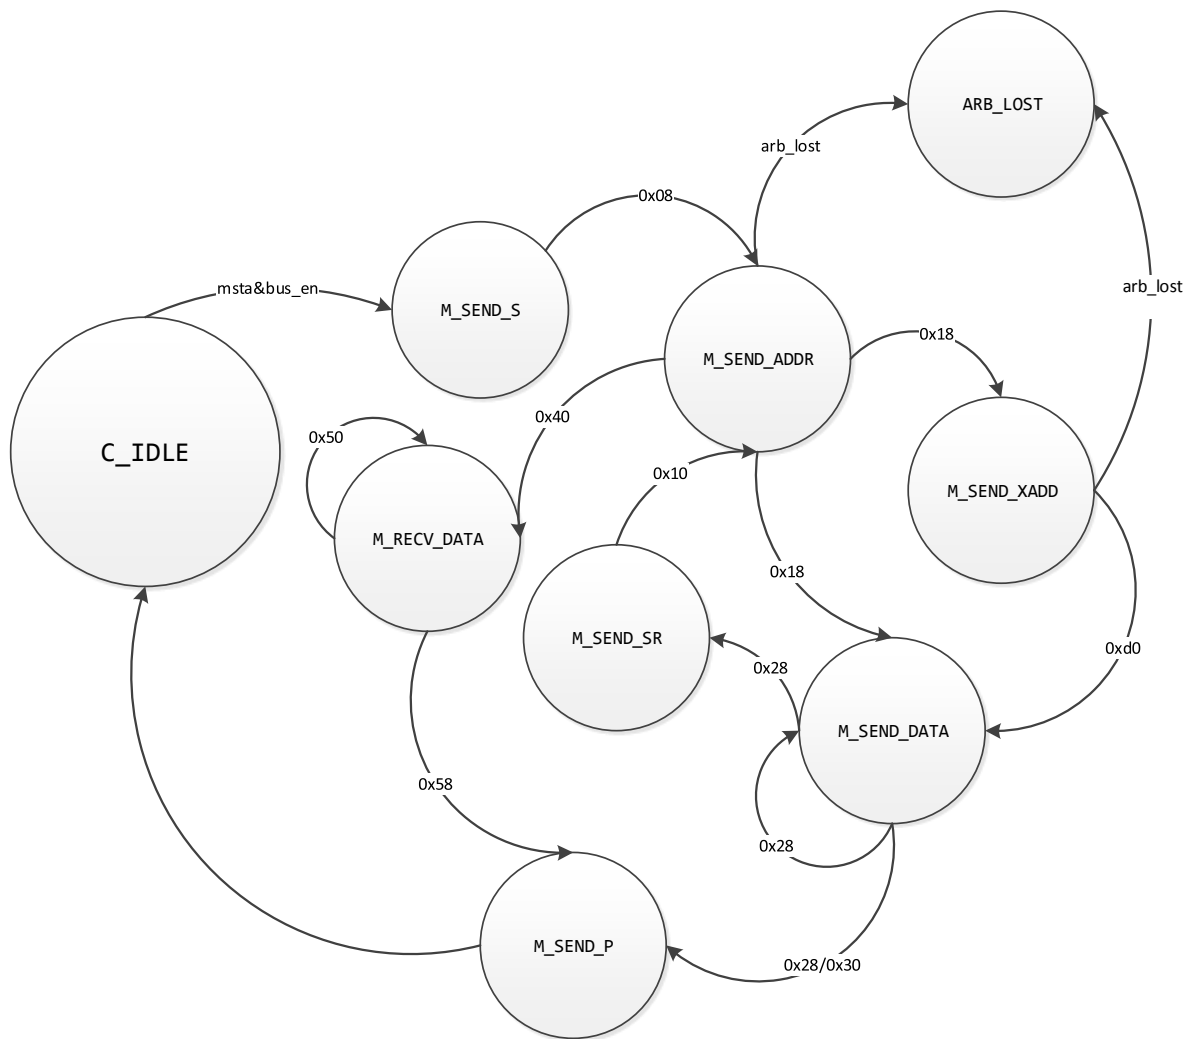 ARB_LOST
arb_lost
0x08
arb_lost
msta&bus_en
M_SEND_S
0x18
M_SEND_ADDR
0x40
0x50
C_IDLE
0x10
M_SEND_XADD
M_RECV_DATA
0x18
M_SEND_SR
0xd0
0x28
M_SEND_DATA
0x58
0x28
M_SEND_P
0x28/0x30